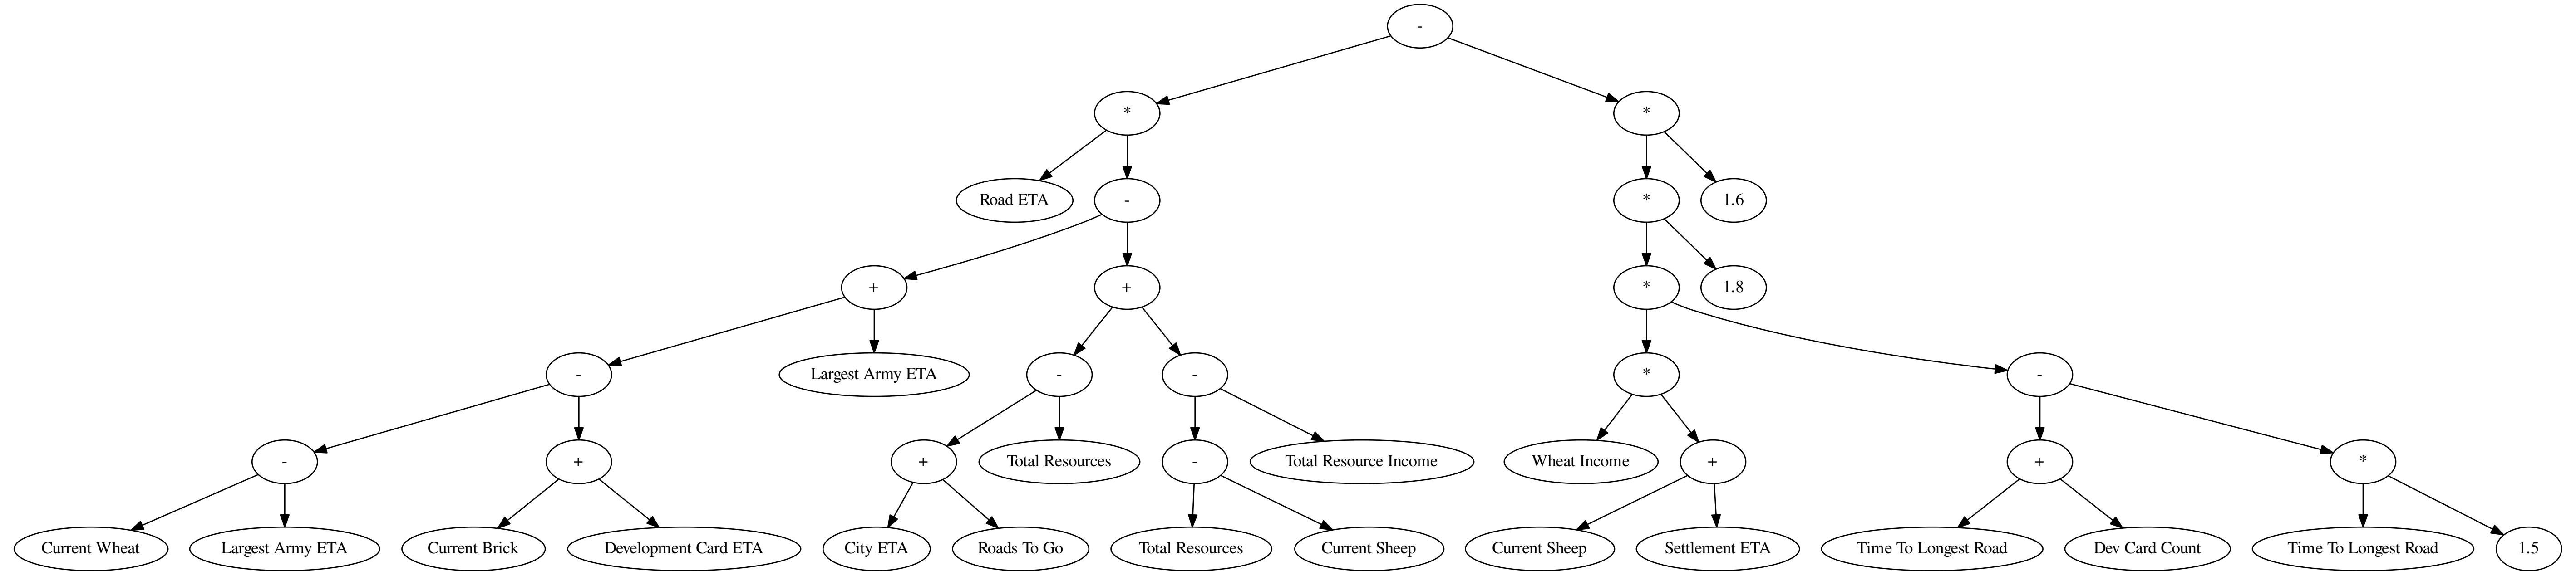 -
* *
Road ETA - * 1.6
+ + * 1.8
- Largest Army ETA - - * -
- + + Total Resources - Total Resource Income Wheat Income + + *
Current Wheat Largest Army ETA Current Brick Development Card ETA City ETA Roads To Go Total Resources Current Sheep Current Sheep Settlement ETA Time To Longest Road Dev Card Count Time To Longest Road 1.5